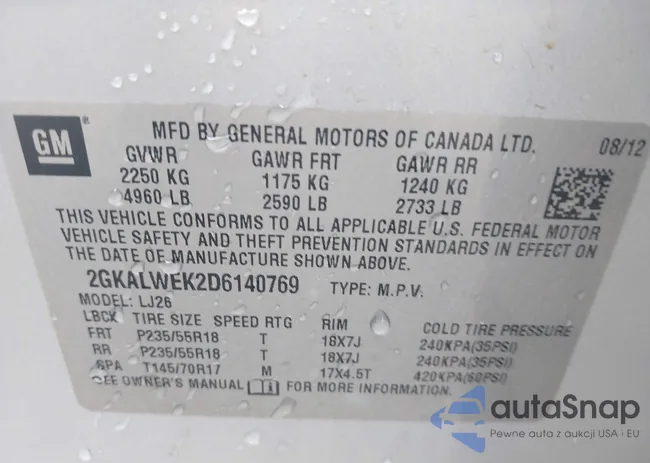 GM ®
MFD BY GENERAL MOTORS OF CANADA LTD. 08/12
GVWR GAWR FRT GAWR RR
2250 KG 1175 KG 1240 KG
4960 LB 2590 LB 2733 LB
THIS VEHICLE CONFORMS TO ALL APPLICABLE U.S. FEDERAL MOTOR
VEHICLE SAFETY AND THEFT PREVENTION STANDARDS IN EFFECT ON
THE DATE OF MANUFACTURE SHOWN ABOVE.
2GKALWEK2D6140769 TYPE: M.P.V.
MODEL: LJ26
LBCK TIRE SIZE SPEED RTG RIM COLD TIRE PRESSURE
FRT P235/55R18 T 18X7J 240KPA(35PSI)
RR P235/55R18 T 18X7J 240KPA(35PSI)
SPA T145/70R17 M 17X4.5T 420KPA(60PSI)
SEE OWNER'S MANUAL FOR MORE INFORMATION.
autaSnap
Pewne auta z aukcji USA i EU